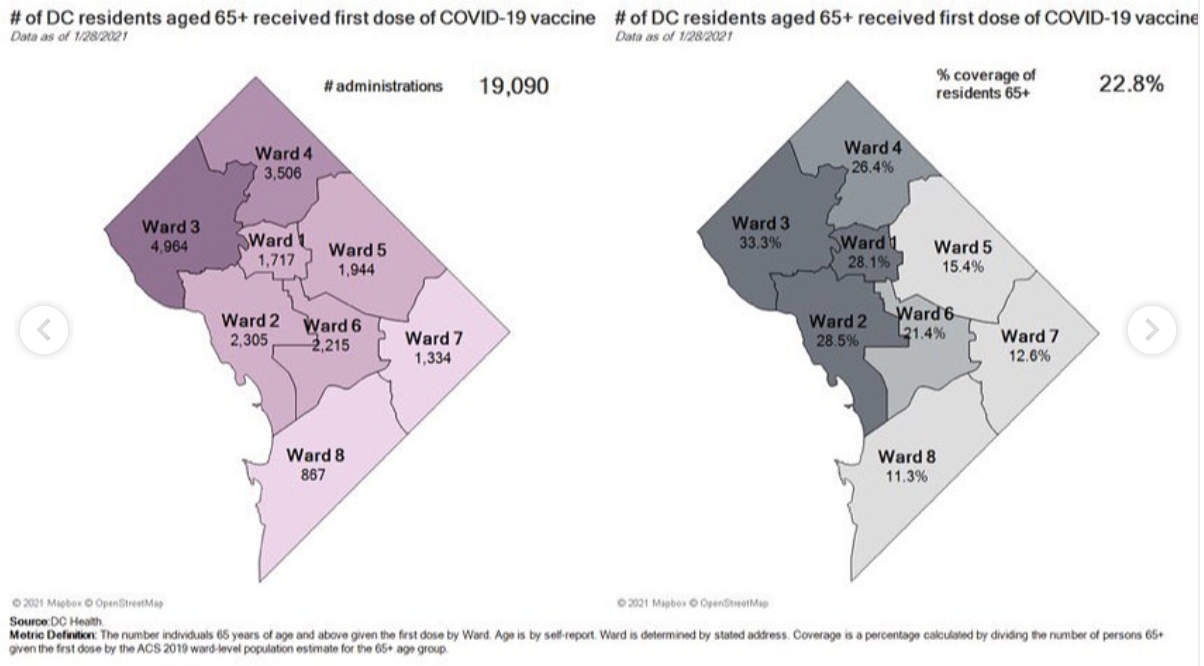 # of DC residents aged 65+ received first dose of COVID-19 vaccine
Data as of 1/28/2021
# administrations 19,090
Ward 4
3,506
Ward 3
4,964
Ward 1
1,717
Ward 5
1,944
Ward 2
2,305
Ward 6
2,215
Ward 7
1,334
Ward 8
867
© 2021 Mapbox © OpenStreetMap
# of DC residents aged 65+ received first dose of COVID-19 vaccine
Data as of 1/28/2021
% coverage of
residents 65+
22.8%
Ward 4
26.4%
Ward 3
33.3%
Ward 1
28.1%
Ward 5
15.4%
Ward 2
28.5%
Ward 6
21.4%
Ward 7
12.6%
Ward 8
11.3%
© 2021 Mapbox © OpenStreetMap
Source:DC Health.
Metric Definition: The number individuals 65 years of age and above given the first dose by Ward. Age is by self-report. Ward is determined by stated address. Coverage is a percentage calculated by dividing the number of persons 65+
given the first dose by the ACS 2019 ward-level population estimate for the 65+ age group.